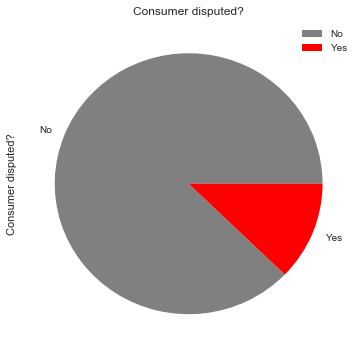 Consumer disputed?
No
Yes
No
Consumer disputed?
Yes